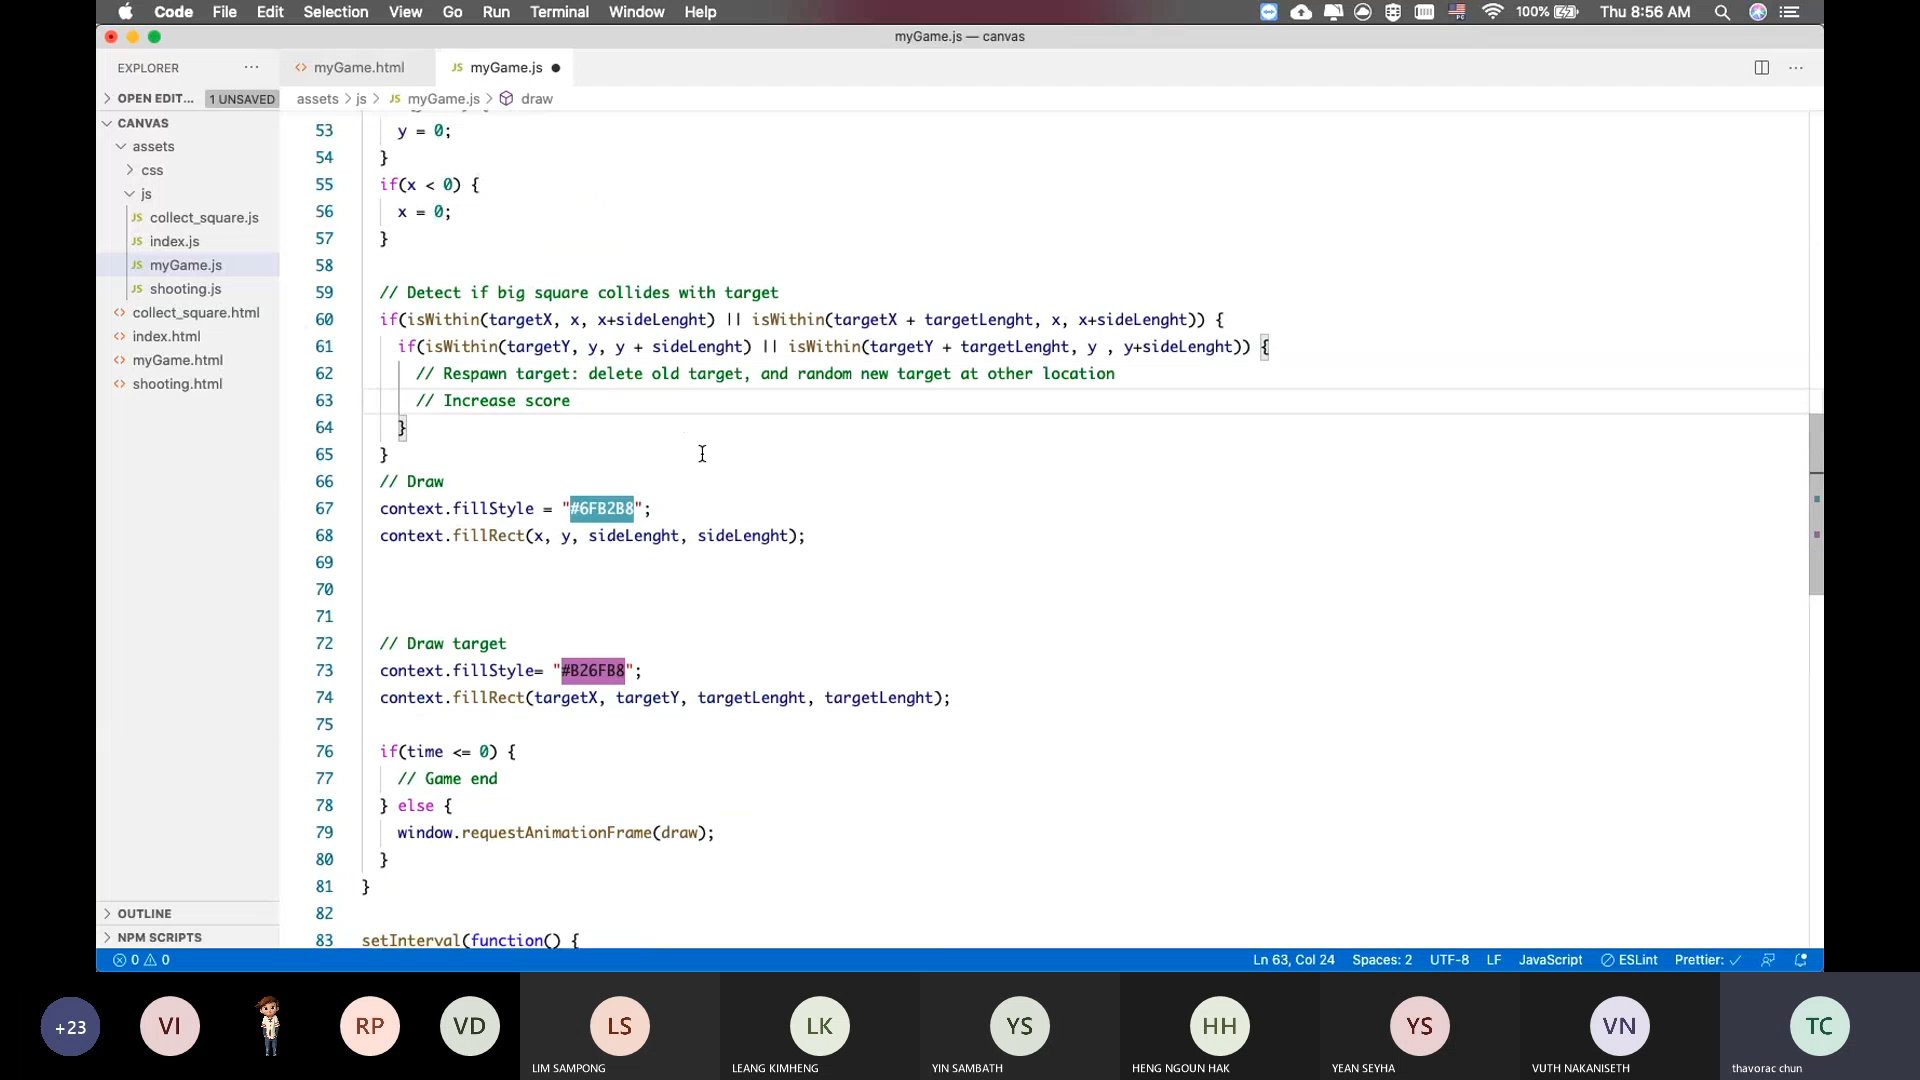 Code File Edit Selection View Go Run Terminal Window Help 100% Thu 8:56 AM
myGame.js — canvas
EXPLORER ··· myGame.html JS myGame.js
OPEN EDIT... 1 UNSAVED assets > js > JS myGame.js > draw
CANVAS
assets
css
js
JS collect_square.js
JS index.js
JS myGame.js
JS shooting.js
collect_square.html
index.html
myGame.html
shooting.html
OUTLINE
NPM SCRIPTS
53 y = 0;
54 }
55 if(x < 0) {
56 x = 0;
57 }
58
59 // Detect if big square collides with target
60 if(isWithin(targetX, x, x+sideLenght) || isWithin(targetX + targetLenght, x, x+sideLenght)) {
61 if(isWithin(targetY, y, y + sideLenght) || isWithin(targetY + targetLenght, y , y+sideLenght)) {
62 // Respawn target: delete old target, and random new target at other location
63 // Increase score
64 }
65 }
66 // Draw
67 context.fillStyle = "#6FB2B8";
68 context.fillRect(x, y, sideLenght, sideLenght);
69
70
71
72 // Draw target
73 context.fillStyle= "#B26FB8";
74 context.fillRect(targetX, targetY, targetLenght, targetLenght);
75
76 if(time <= 0) {
77 // Game end
78 } else {
79 window.requestAnimationFrame(draw);
80 }
81 }
82
83 setInterval(function() {
0 0 Ln 63, Col 24 Spaces: 2 UTF-8 LF JavaScript ESLint Prettier: ✓
+23 VI RP VD LS LK YS HH YS VN TC
LIM SAMPONG LEANG KIMHENG YIN SAMBATH HENG NGOUN HAK YEAN SEYHA VUTH NAKANISETH thavorac chun